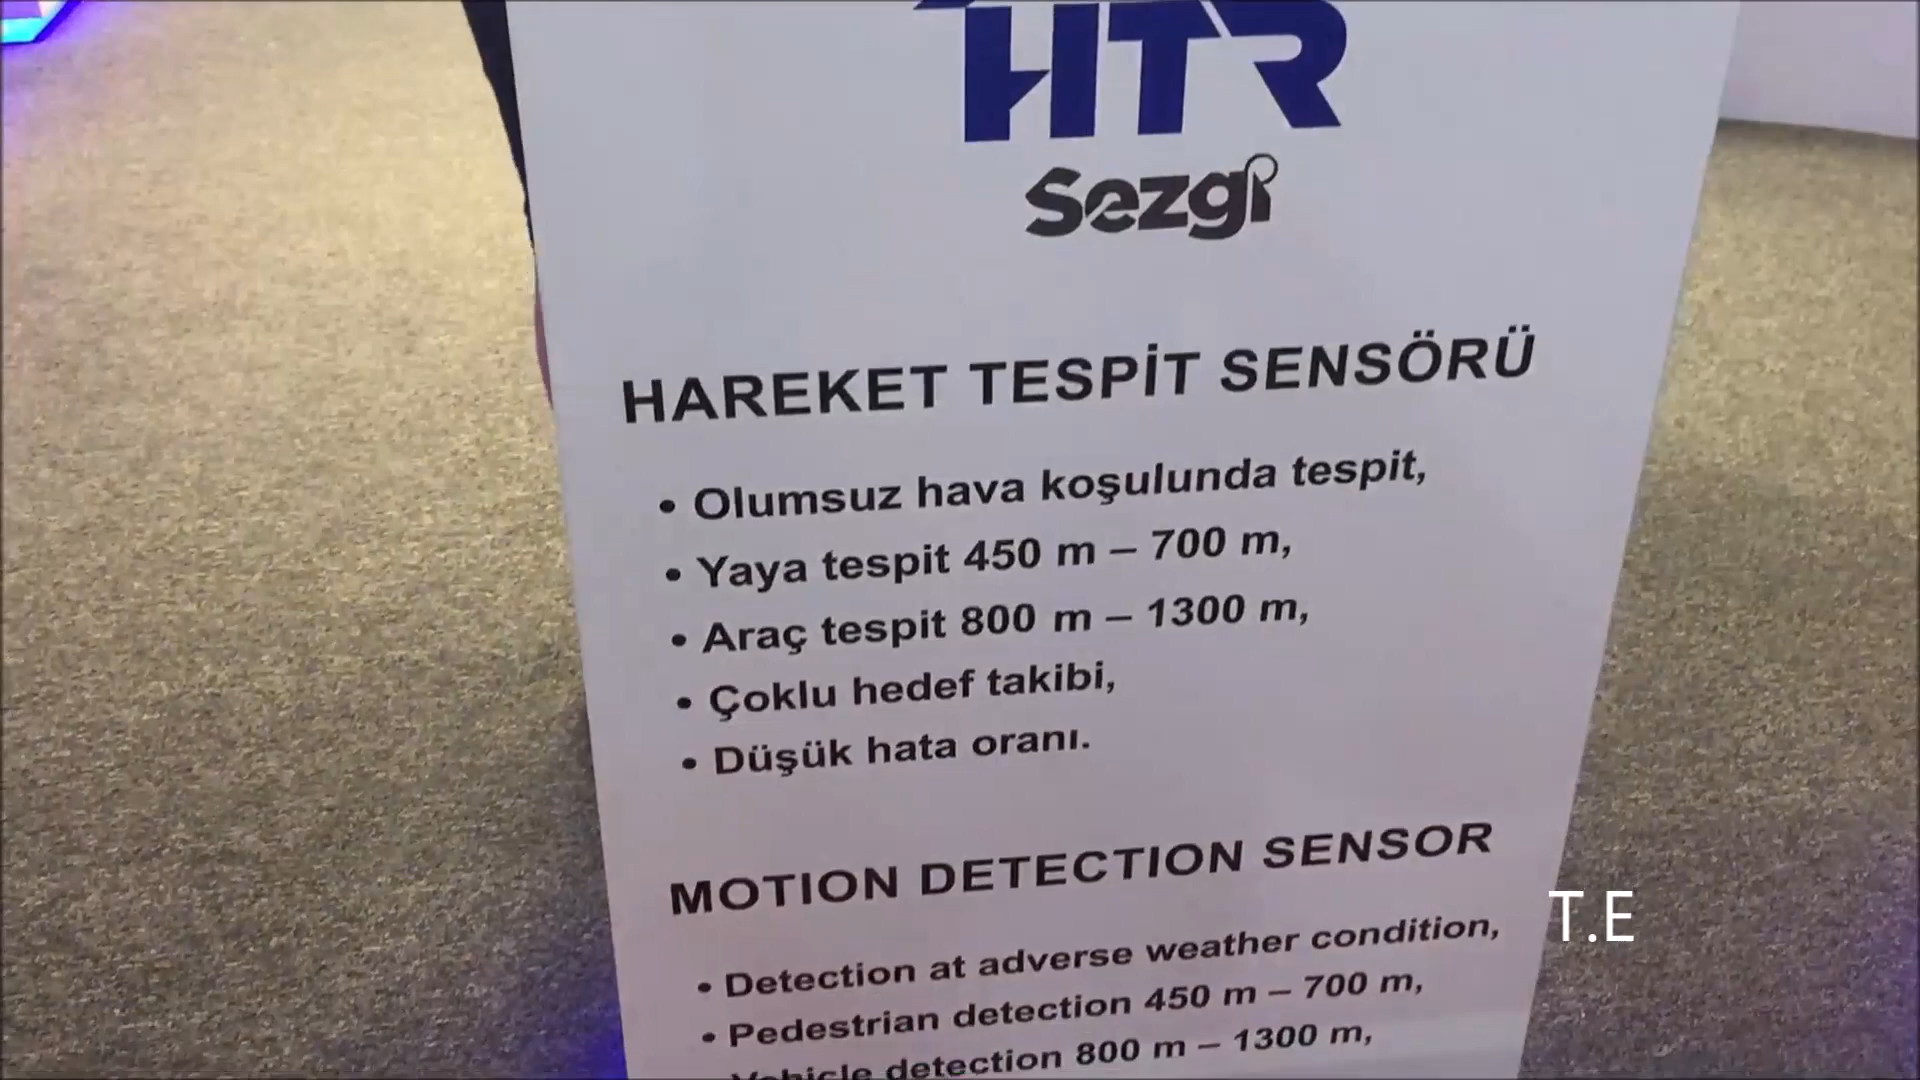 HTR
Sezgi
HAREKET TESPİT SENSÖRÜ
• Olumsuz hava koşulunda tespit,
• Yaya tespit 450 m – 700 m,
• Araç tespit 800 m – 1300 m,
• Çoklu hedef takibi,
• Düşük hata oranı.
MOTION DETECTION SENSOR
• Detection at adverse weather condition,
• Pedestrian detection 450 m – 700 m,
Vehicle detection 800 m – 1300 m,
T.E